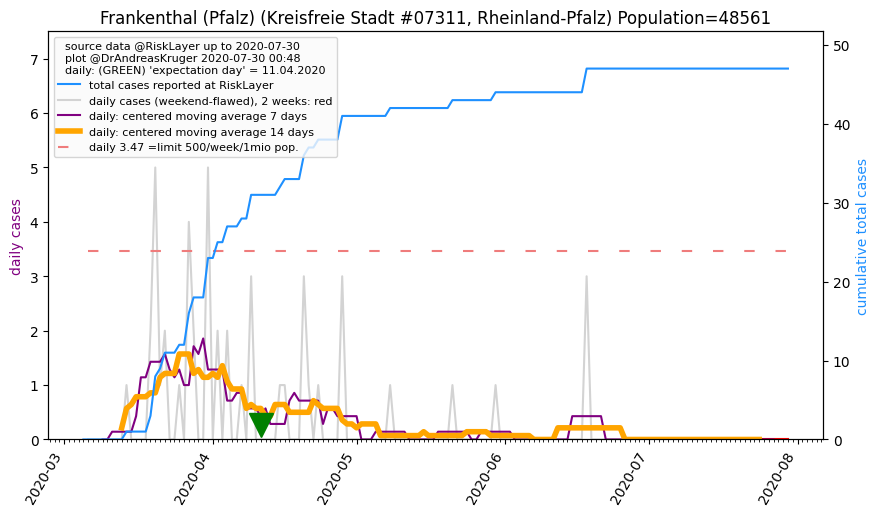 Frankenthal (Pfalz) (Kreisfreie Stadt #07311, Rheinland-Pfalz) Population=48561
source data @RiskLayer up to 2020-07-30
plot @DrAndreasKruger 2020-07-30 00:48
daily: (GREEN) 'expectation day' = 11.04.2020
total cases reported at RiskLayer
daily cases (weekend-flawed), 2 weeks: red
daily: centered moving average 7 days
daily: centered moving average 14 days
daily 3.47 =limit 500/week/1mio pop.
daily cases
7
6
5
4
3
2
1
0
cumulative total cases
50
40
30
20
10
0
2020-03
2020-04
2020-05
2020-06
2020-07
2020-08